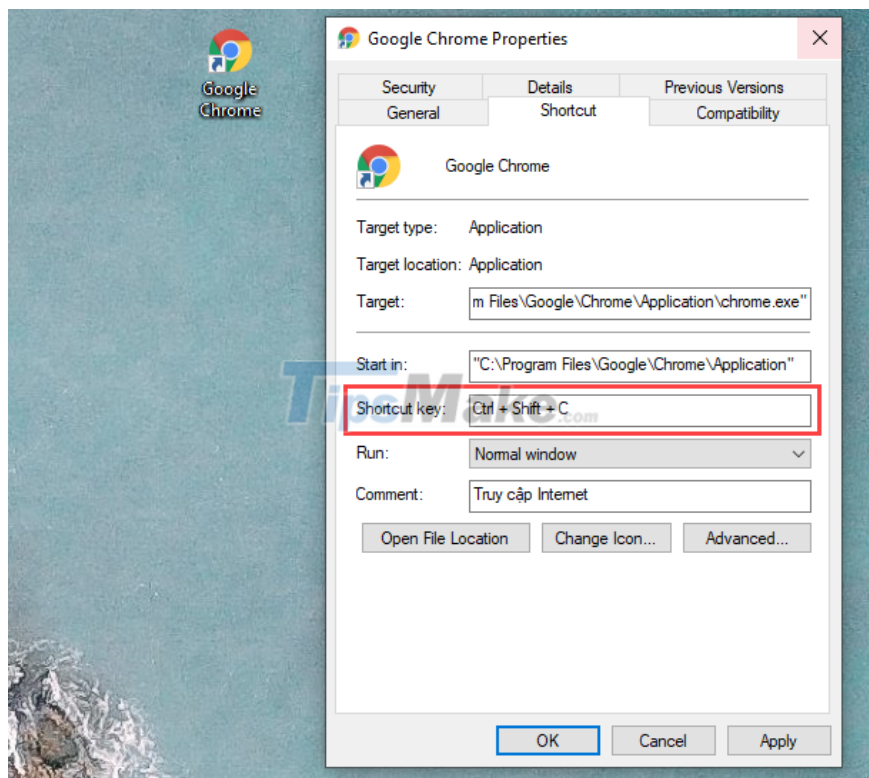 Google
Chrome
Google Chrome Properties
Security Details Previous Versions
General Shortcut Compatibility
Google Chrome
Target type: Application
Target location: Application
Target: m Files\Google\Chrome\Application\chrome.exe"
Start in: "C:\Program Files\Google\Chrome\Application"
TipsMake.com
Shortcut key: Ctrl + Shift + C
Run: Normal window
Comment: Truy cập Internet
Open File Location Change Icon... Advanced...
OK Cancel Apply